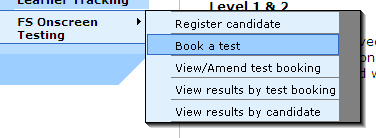 Learner Tracking
FS Onscreen
Testing
Register candidate
Book a test
View/Amend test booking
View results by test booking
View results by candidate
Level 1 & 2